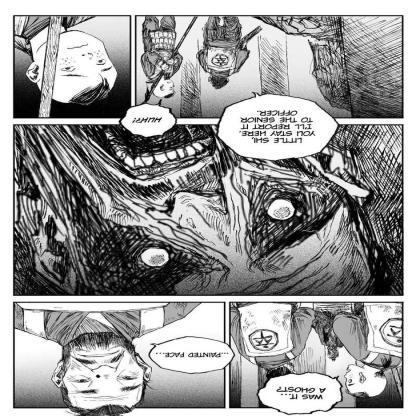 WAS IT...
A GHOST?
...PAINTED FACE...
LITTLE SHI,
YOU STAY HERE.
I'LL REPORT IT
TO THE SENIOR
OFFICER.
HUH?!